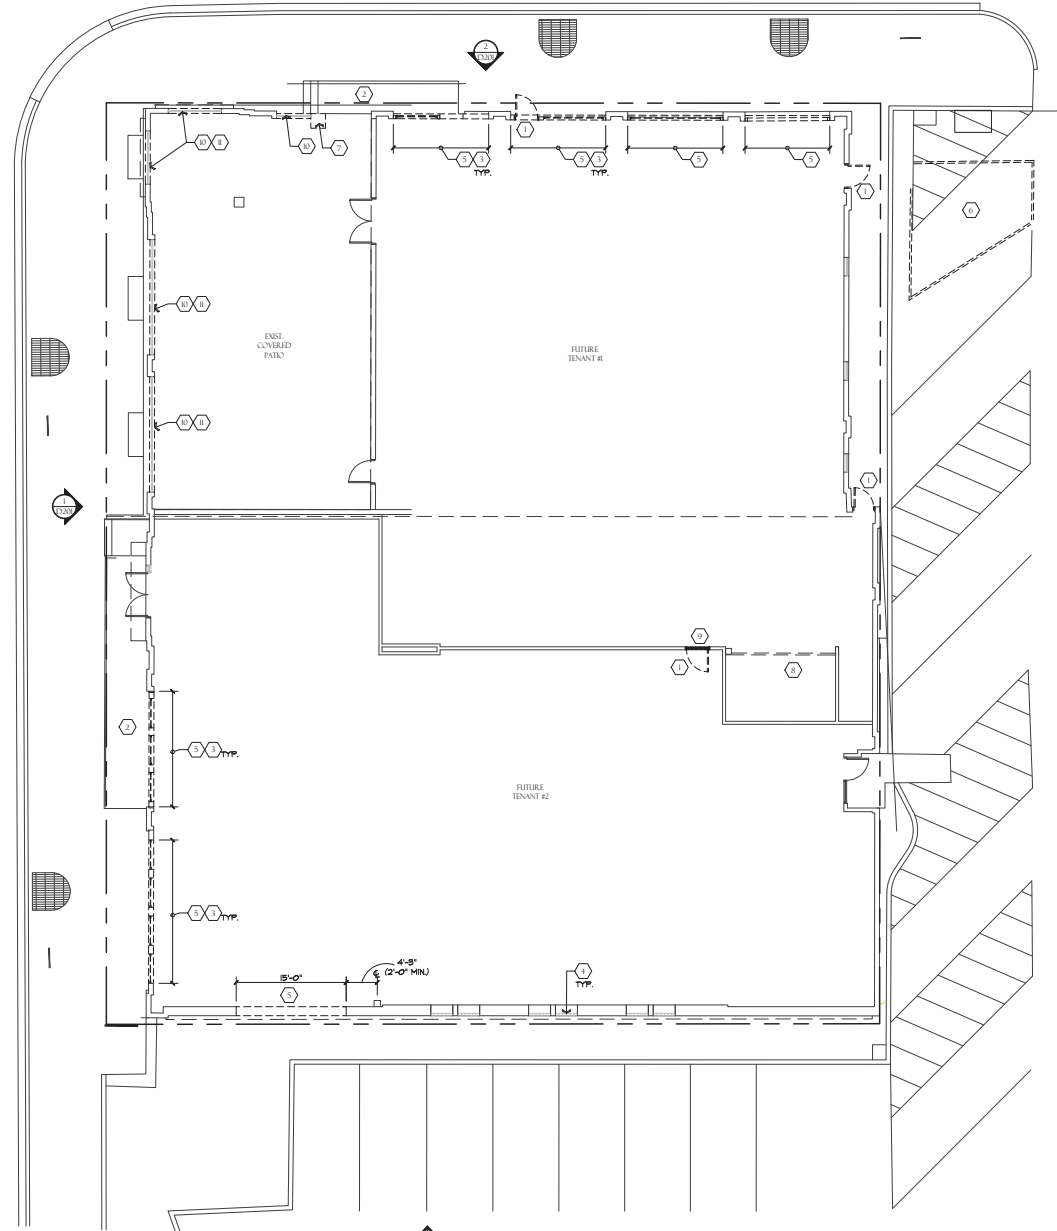 2
D201
2
1
10 11
10
7
5 3
TYP.
5 3
TYP.
5
5
1
6
10 11
EXIST.
COVERED
PATIO
FUTURE
TENANT #1
10 11
1
1
D201
9
1
8
2
5 3 TYP.
FUTURE
TENANT #2
5 3 TYP.
4'-3"
(2'-0" MIN.)
15'-0"
5
4
TYP.